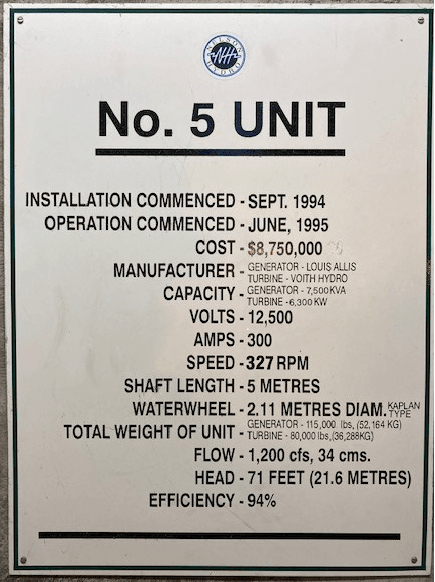 NELSON HYDRO
NH
No. 5 UNIT
INSTALLATION COMMENCED - SEPT. 1994
OPERATION COMMENCED - JUNE, 1995
COST - $8,750,000
MANUFACTURER - GENERATOR - LOUIS ALLIS
TURBINE - VOITH HYDRO
CAPACITY - GENERATOR - 7,500KVA
TURBINE - 6,300 KW
VOLTS - 12,500
AMPS - 300
SPEED - 327 RPM
SHAFT LENGTH - 5 METRES
WATERWHEEL - 2.11 METRES DIAM. KAPLAN TYPE
TOTAL WEIGHT OF UNIT - GENERATOR - 115,000 lbs, (52,164 KG)
TURBINE - 80,000 lbs, (36,288KG)
FLOW - 1,200 cfs, 34 cms.
HEAD - 71 FEET (21.6 METRES)
EFFICIENCY - 94%